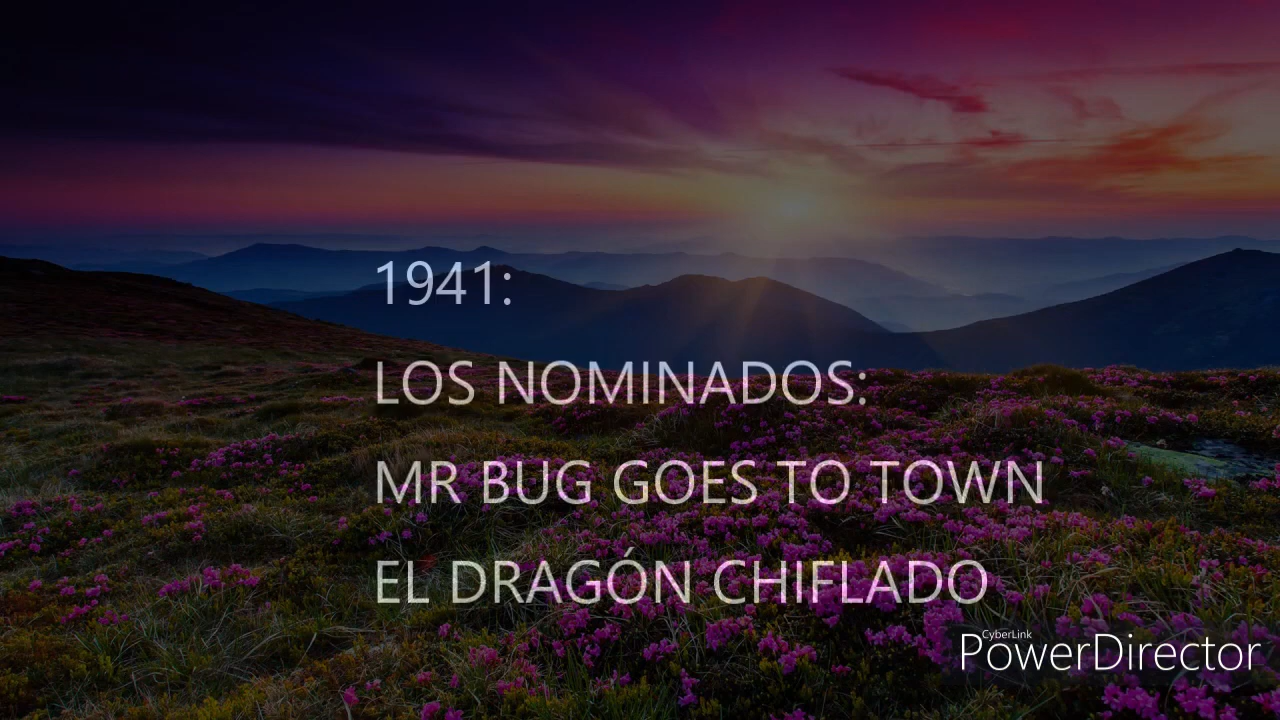 1941:
LOS NOMINADOS:
MR BUG GOES TO TOWN
EL DRAGÓN CHIFLADO
CyberLink
PowerDirector